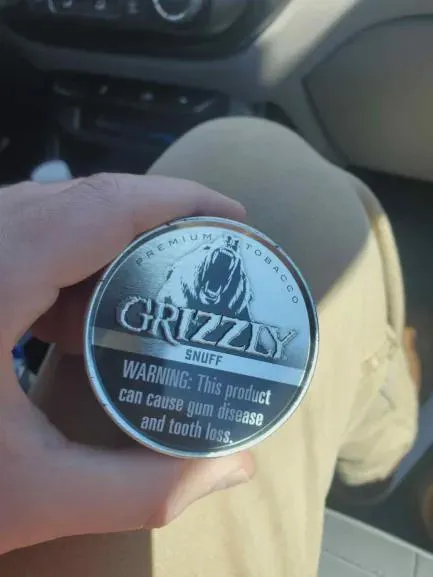 PREMIUM TOBACCO
GRIZZLY
SNUFF
WARNING: This product
can cause gum disease
and tooth loss.